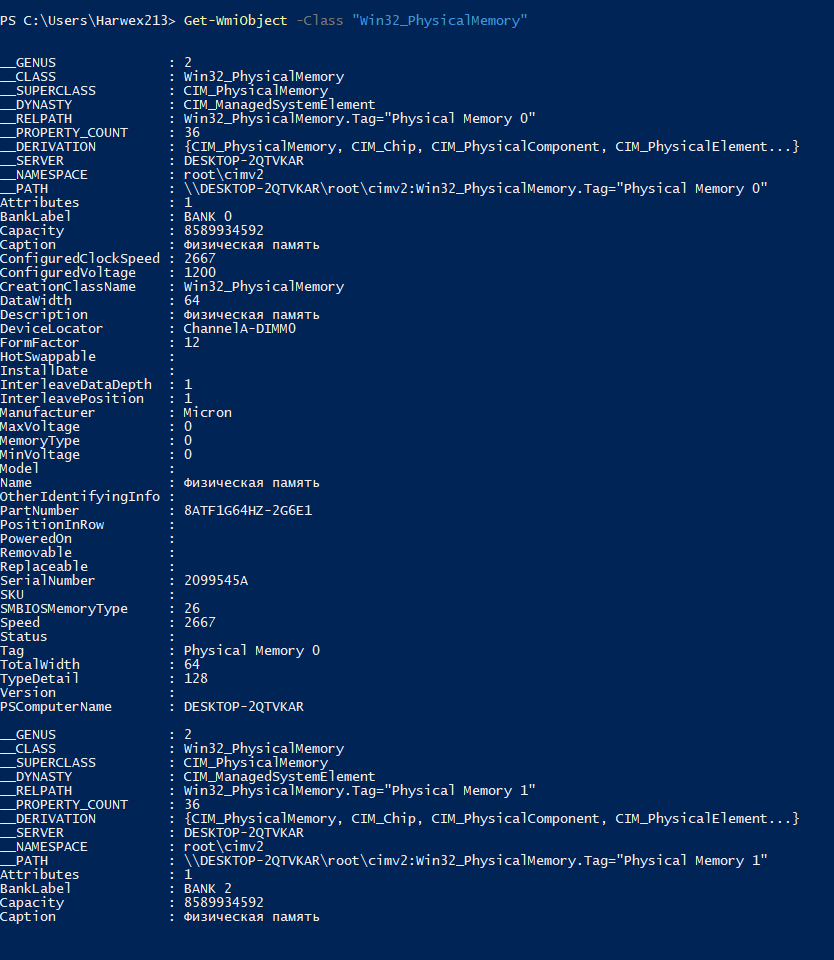 PS C:\Users\Harwex213> Get-WmiObject -Class "Win32_PhysicalMemory"
__GENUS : 2
__CLASS : Win32_PhysicalMemory
__SUPERCLASS : CIM_PhysicalMemory
__DYNASTY : CIM_ManagedSystemElement
__RELPATH : Win32_PhysicalMemory.Tag="Physical Memory 0"
__PROPERTY_COUNT : 36
__DERIVATION : {CIM_PhysicalMemory, CIM_Chip, CIM_PhysicalComponent, CIM_PhysicalElement...}
__SERVER : DESKTOP-2QTVKAR
__NAMESPACE : root\cimv2
__PATH : \\DESKTOP-2QTVKAR\root\cimv2:Win32_PhysicalMemory.Tag="Physical Memory 0"
Attributes : 1
BankLabel : BANK 0
Capacity : 8589934592
Caption : Физическая память
ConfiguredClockSpeed : 2667
ConfiguredVoltage : 1200
CreationClassName : Win32_PhysicalMemory
DataWidth : 64
Description : Физическая память
DeviceLocator : ChannelA-DIMM0
FormFactor : 12
HotSwappable :
InstallDate :
InterleaveDataDepth : 1
InterleavePosition : 1
Manufacturer : Micron
MaxVoltage : 0
MemoryType : 0
MinVoltage : 0
Model :
Name : Физическая память
OtherIdentifyingInfo :
PartNumber : 8ATF1G64HZ-2G6E1
PositionInRow :
PoweredOn :
Removable :
Replaceable :
SerialNumber : 2099545A
SKU :
SMBIOSMemoryType : 26
Speed : 2667
Status :
Tag : Physical Memory 0
TotalWidth : 64
TypeDetail : 128
Version :
PSComputerName : DESKTOP-2QTVKAR
__GENUS : 2
__CLASS : Win32_PhysicalMemory
__SUPERCLASS : CIM_PhysicalMemory
__DYNASTY : CIM_ManagedSystemElement
__RELPATH : Win32_PhysicalMemory.Tag="Physical Memory 1"
__PROPERTY_COUNT : 36
__DERIVATION : {CIM_PhysicalMemory, CIM_Chip, CIM_PhysicalComponent, CIM_PhysicalElement...}
__SERVER : DESKTOP-2QTVKAR
__NAMESPACE : root\cimv2
__PATH : \\DESKTOP-2QTVKAR\root\cimv2:Win32_PhysicalMemory.Tag="Physical Memory 1"
Attributes : 1
BankLabel : BANK 2
Capacity : 8589934592
Caption : Физическая память